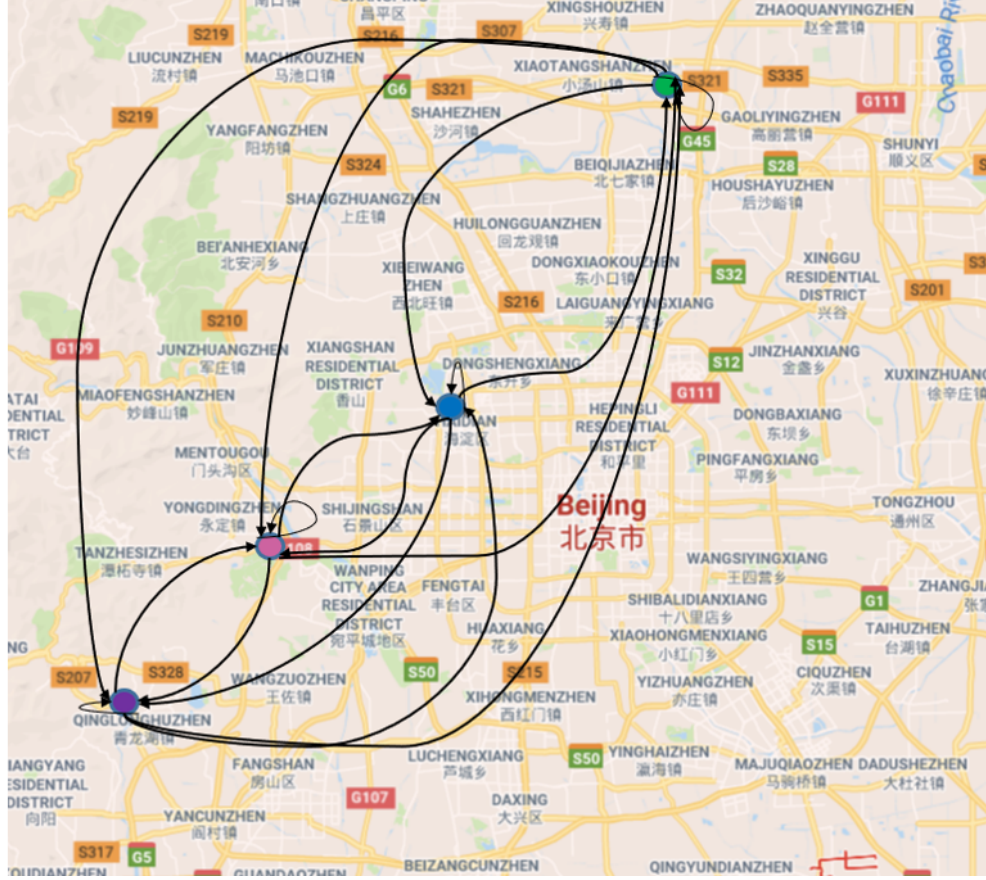 昌平区
XINGSHOUZHEN
兴寿镇
ZHAOQUANYINGZHEN
赵全营镇
S219
S216
S307
LIUCUNZHEN
流村镇
MACHIKOUZHEN
马池口镇
XIAOTANGSHANZHEN
小汤山镇
S321
S335
G6
S321
G111
S219
SHAHEZHEN
沙河镇
GAOLIYINGZHEN
高丽营镇
YANGFANGZHEN
阳坊镇
G45
SHUNYI
顺义区
S324
BEIQIJIAZHEN
北七家镇
S28
HOUSHAYUZHEN
后沙峪镇
SHANGZHUANGZHEN
上庄镇
HUILONGGUANZHEN
回龙观镇
BEI'ANHEXIANG
北安河乡
XIBEIWANG
ZHEN
西北旺镇
DONGXIAOKOUZHEN
东小口镇
S32
XINGGU
RESIDENTIAL
DISTRICT
兴谷
S201
S216
LAIGUANGYINGXIANG
来广营乡
S210
G109
JUNZHUANGZHEN
军庄镇
XIANGSHAN
RESIDENTIAL
DISTRICT
香山
DONGSHENGXIANG
东升乡
S12
JINZHANXIANG
金盏乡
MIAOFENGSHANZHEN
妙峰山镇
G111
XUXINZHUANG
徐辛庄镇
海淀区
HEPINGLI
RESIDENTIAL
DISTRICT
和平里
DONGBAXIANG
东坝乡
MENTOUGOU
门头沟区
PINGFANGXIANG
平房乡
YONGDINGZHEN
永定镇
SHIJINGSHAN
石景山区
Beijing
北京市
TONGZHOU
通州区
TANZHESIZHEN
潭柘寺镇
WANPING
CITY AREA
RESIDENTIAL
DISTRICT
宛平城地区
FENGTAI
丰台区
WANGSIYINGXIANG
王四营乡
SHIBALIDIANXIANG
十八里店乡
G1
HUAXIANG
花乡
XIAOHONGMENXIANG
小红门乡
S15
TAIHUZHEN
台湖镇
S207
S328
WANGZUOZHEN
王佐镇
S50
S215
XIHONGMENZHEN
西红门镇
YIZHUANGZHEN
亦庄镇
CIQUZHEN
次渠镇
QINGLONGHUZHEN
青龙湖镇
FANGSHAN
房山区
LUCHENGXIANG
芦城乡
S50
YINGHAIZHEN
瀛海镇
MAJUQIAOZHEN
马驹桥镇
DADUSHEZHEN
大杜社镇
G107
DAXING
大兴区
YANCUNZHEN
阎村镇
S317
G5
BEIZANGCUNZHEN
QINGYUNDIANZHEN